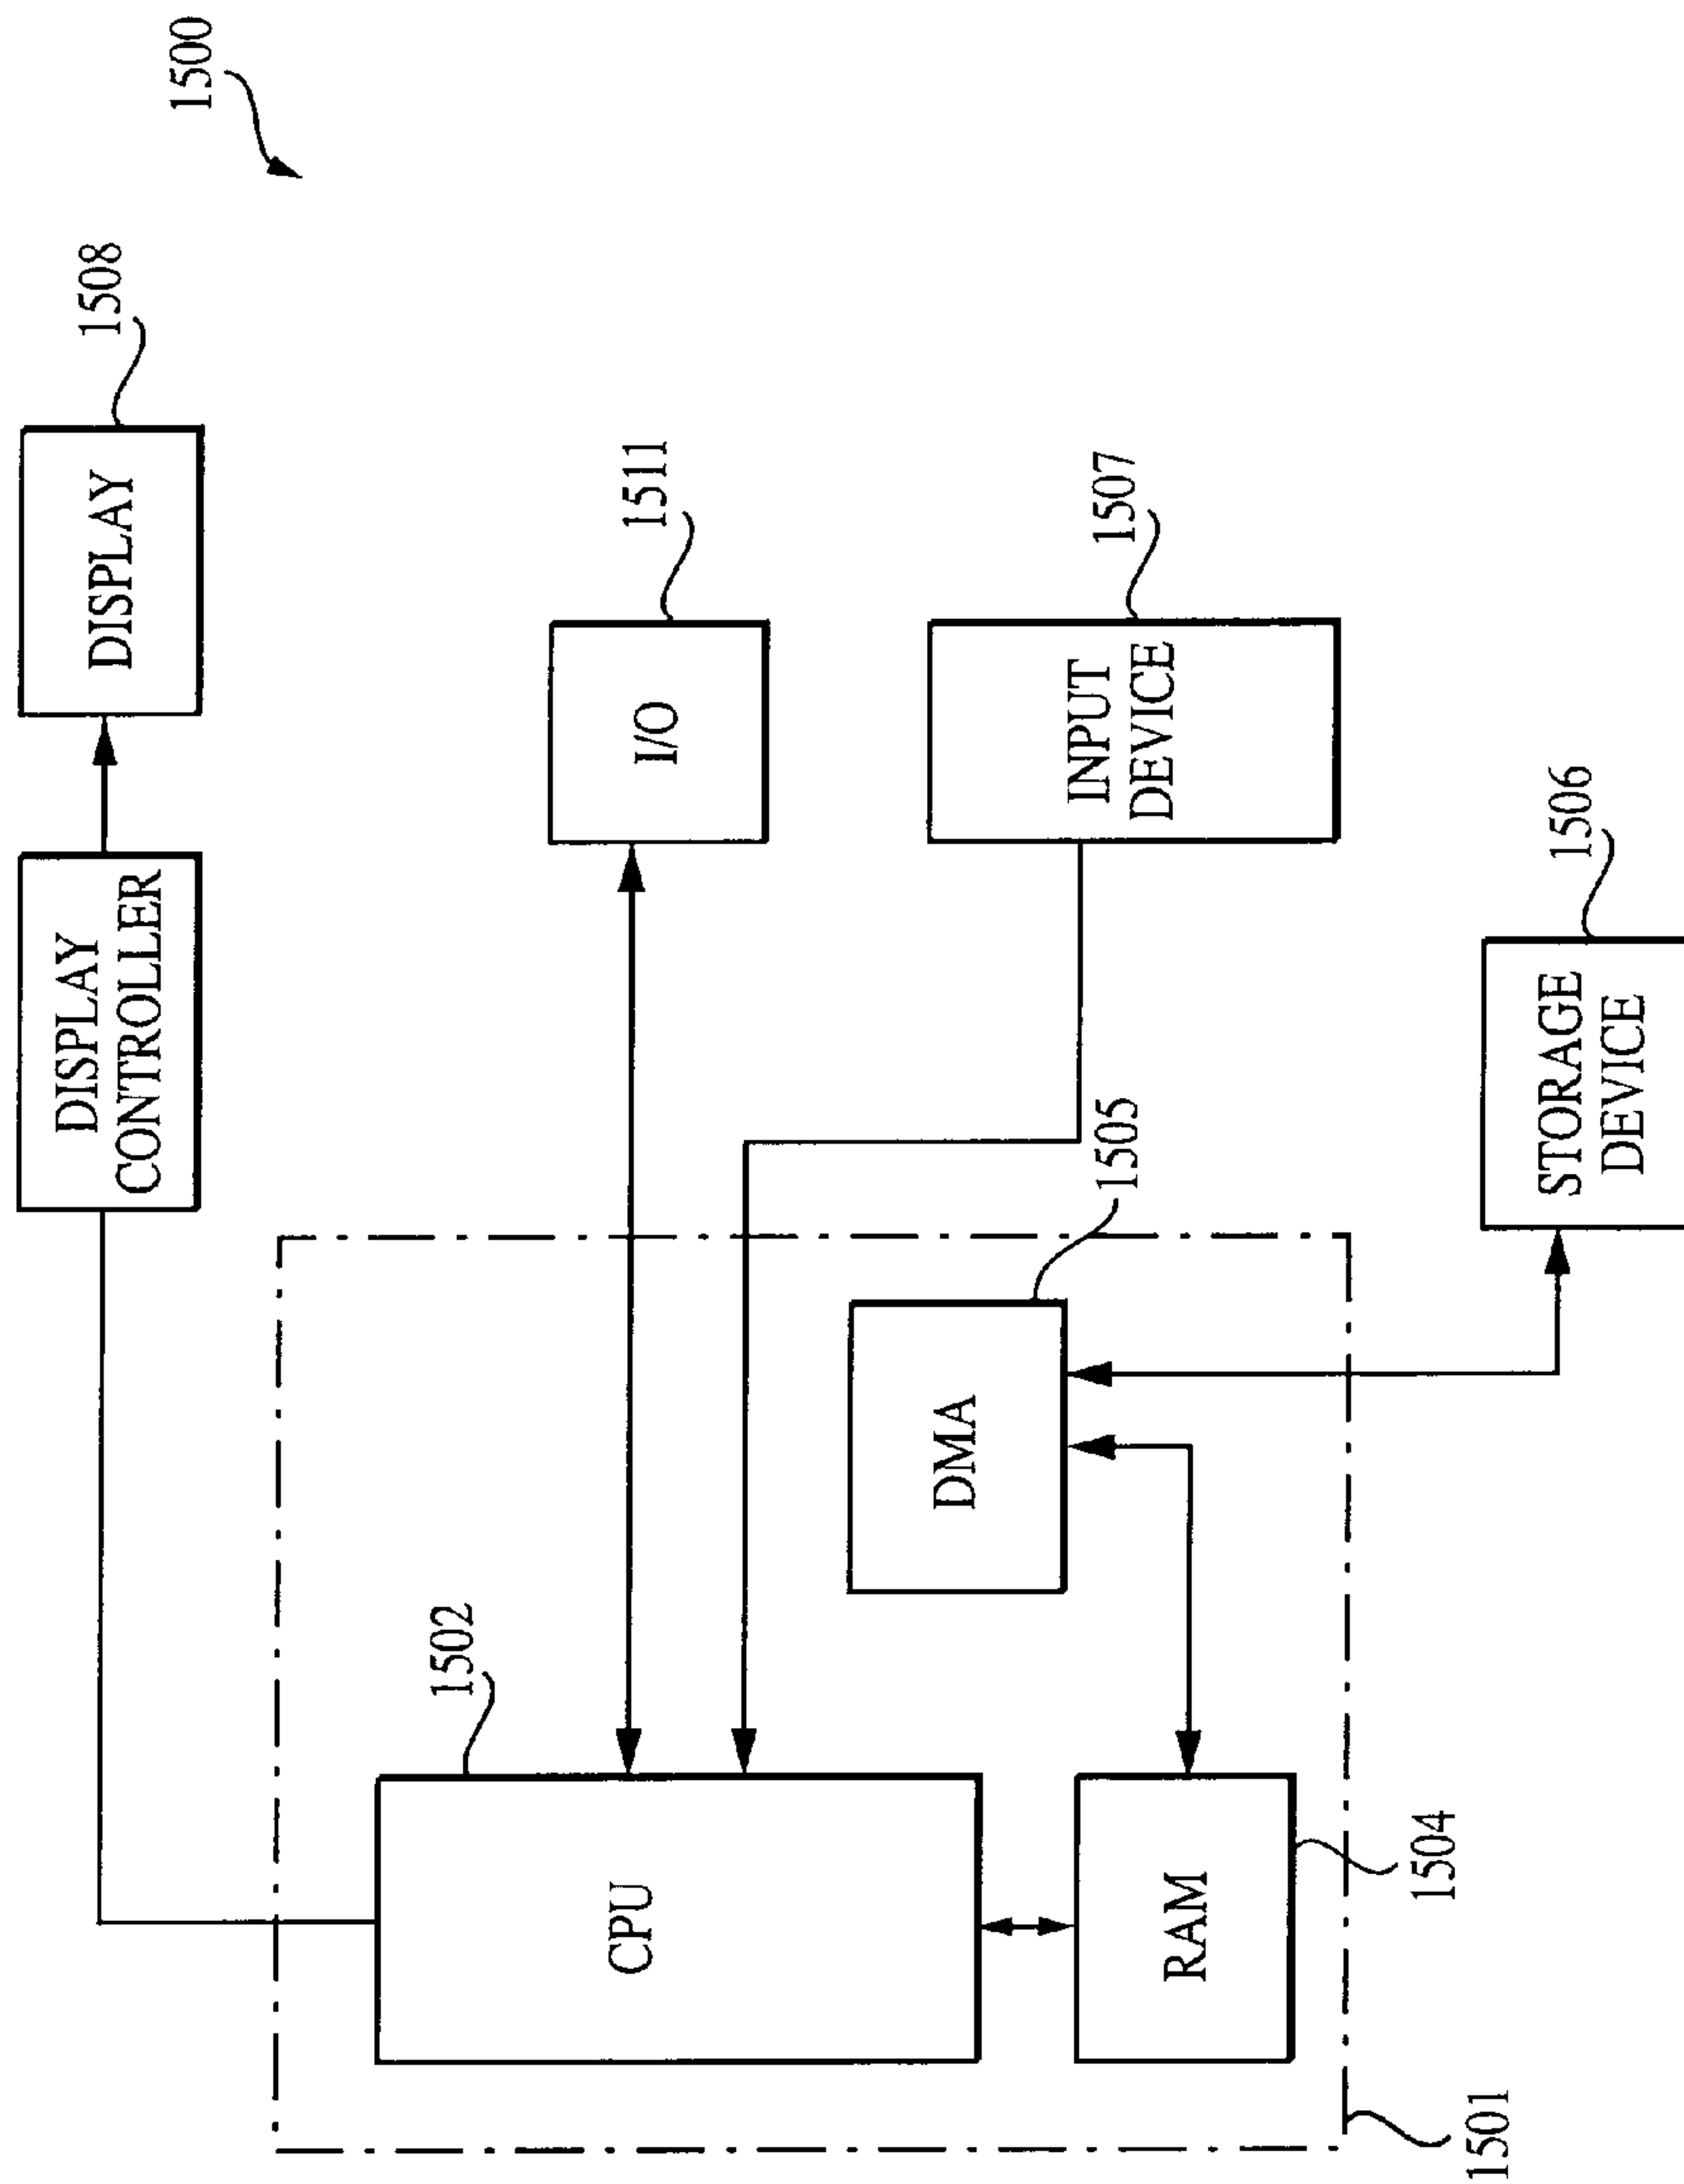 1500
DISPLAY
CONTROLLER
DISPLAY
1508
1502
CPU
I/O
1511
DMA
1505
INPUT
DEVICE
1507
RAM
1504
STORAGE
DEVICE
1506
1501